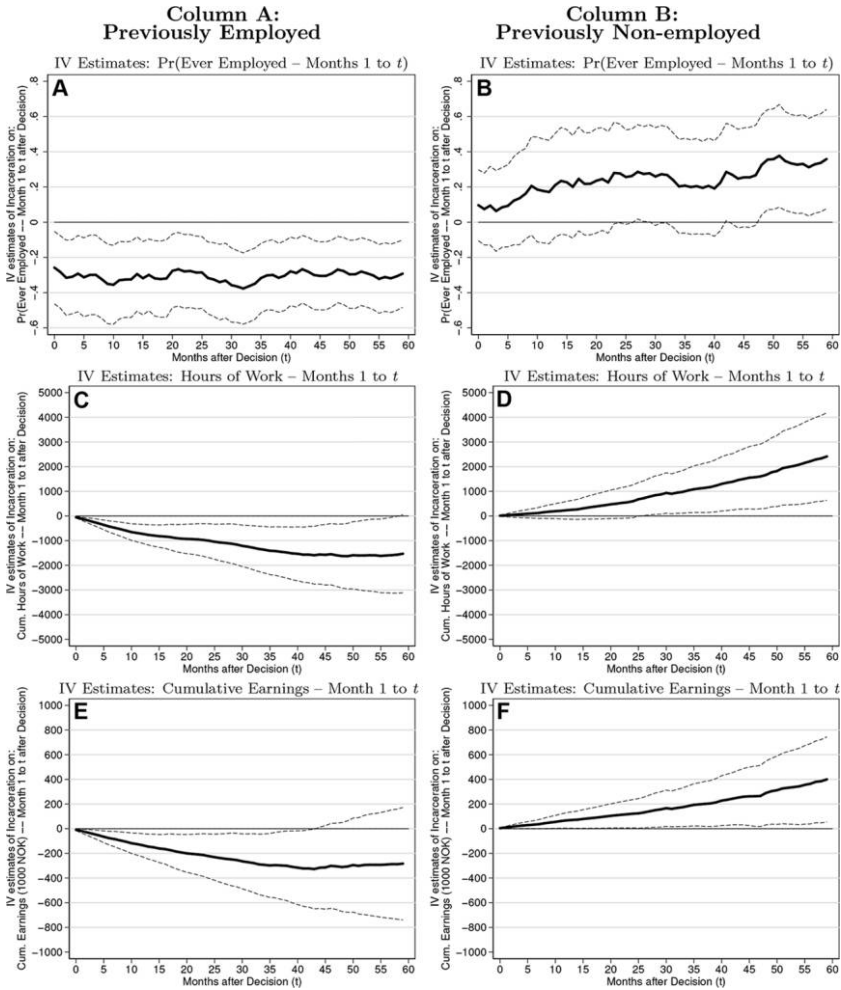 Column A:
Previously Employed
Column B:
Previously Non-employed
IV Estimates: Pr(Ever Employed – Months 1 to t)
A
IV estimates of Incarceration on:
Pr(Ever Employed –– Month 1 to t after Decision)
.8
.6
.4
.2
0
-.2
-.4
-.6
0 5 10 15 20 25 30 35 40 45 50 55 60
Months after Decision (t)
IV Estimates: Pr(Ever Employed – Months 1 to t)
B
IV estimates of Incarceration on:
Pr(Ever Employed –– Month 1 to t after Decision)
.8
.6
.4
.2
0
-.2
-.4
-.6
0 5 10 15 20 25 30 35 40 45 50 55 60
Months after Decision (t)
IV Estimates: Hours of Work – Months 1 to t
C
IV estimates of Incarceration on:
Cum. Hours of Work –– Month 1 to t after Decision)
5000
4000
3000
2000
1000
0
-1000
-2000
-3000
-4000
-5000
0 5 10 15 20 25 30 35 40 45 50 55 60
Months after Decision (t)
IV Estimates: Hours of Work – Months 1 to t
D
IV estimates of Incarceration on:
Cum. Hours of Work –– Month 1 to t after Decision)
5000
4000
3000
2000
1000
0
-1000
-2000
-3000
-4000
-5000
0 5 10 15 20 25 30 35 40 45 50 55 60
Months after Decision (t)
IV Estimates: Cumulative Earnings – Month 1 to t
E
IV estimates of Incarceration on:
Cum. Earnings (1000 NOK) –– Month 1 to t after Decision)
1000
800
600
400
200
0
-200
-400
-600
-800
-1000
0 5 10 15 20 25 30 35 40 45 50 55 60
Months after Decision (t)
IV Estimates: Cumulative Earnings – Month 1 to t
F
IV estimates of Incarceration on:
Cum. Earnings (1000 NOK) –– Month 1 to t after Decision)
1000
800
600
400
200
0
-200
-400
-600
-800
-1000
0 5 10 15 20 25 30 35 40 45 50 55 60
Months after Decision (t)